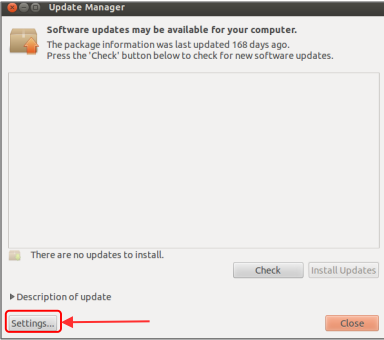 Update Manager
Software updates may be available for your computer.
The package information was last updated 168 days ago.
Press the 'Check' button below to check for new software updates.
There are no updates to install.
Check Install Updates
Description of update
Settings... Close